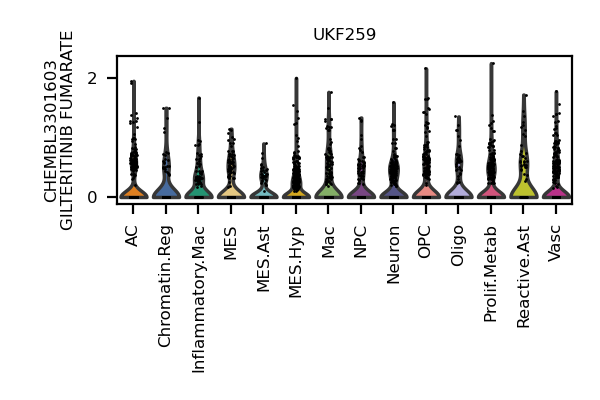 UKF259
CHEMBL3301603
GILTERITINIB FUMARATE
2
0
AC
Chromatin.Reg
Inflammatory.Mac
MES
MES.Ast
MES.Hyp
Mac
NPC
Neuron
OPC
Oligo
Prolif.Metab
Reactive.Ast
Vasc